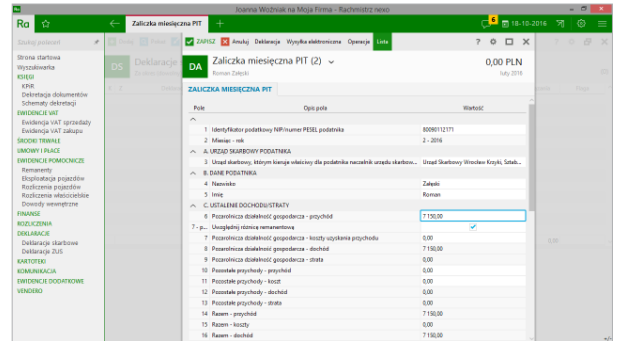 Joanna Woźniak na Moja Firma - Rachmistrz nexo
Ra Zaliczka miesięczna PIT 6 18-10-2016
Szukaj poleceń
ZAPISZ Anuluj Deklaracje Wysyłka elektroniczna Operacje Lista
DS Deklaracje
DA Zaliczka miesięczna PIT (2) 0,00 PLN
Roman Załęski luty 2016
ZALICZKA MIESIĘCZNA PIT
Pole Opis pola Wartość
1 Identyfikator podatkowy NIP/numer PESEL podatnika 80090112171
2 Miesiąc - rok 2 - 2016
A. URZĄD SKARBOWY PODATNIKA
3 Urząd skarbowy, którym kieruje właściwy dla podatnika naczelnik urzędu skarbow... Urząd Skarbowy Wrocław Krzyki, Sztab...
B. DANE PODATNIKA
4 Nazwisko Załęski
5 Imię Roman
C. USTALENIE DOCHODU/STRATY
6 Pozarolnicza działalność gospodarcza - przychód 7 150,00
7 - p... Uwzględnij różnicę remanentową
7 Pozarolnicza działalność gospodarcza - koszty uzyskania przychodu 0,00
8 Pozarolnicza działalność gospodarcza - dochód 7 150,00
9 Pozarolnicza działalność gospodarcza - strata 0,00
10 Pozostałe przychody - przychód 0,00
11 Pozostałe przychody - koszt 0,00
12 Pozostałe przychody - dochód 0,00
13 Pozostałe przychody - strata 0,00
14 Razem - przychód 7 150,00
15 Razem - koszty 0,00
16 Razem - dochód 7 150,00
Strona startowa
Wyszukiwarka
KSIĘGI
KPiR
Dekretacja dokumentów
Schematy dekretacji
EWIDENCJE VAT
Ewidencja VAT sprzedaży
Ewidencja VAT zakupu
ŚRODKI TRWAŁE
UMOWY I PŁACE
EWIDENCJE POMOCNICZE
Remanenty
Eksploatacja pojazdów
Rozliczenia pojazdów
Rozliczenia właścicielskie
Dowody wewnętrzne
FINANSE
ROZLICZENIA
DEKLARACJE
Deklaracje skarbowe
Deklaracje ZUS
KARTOTEKI
KOMUNIKACJA
EWIDENCJE DODATKOWE
VENDERO